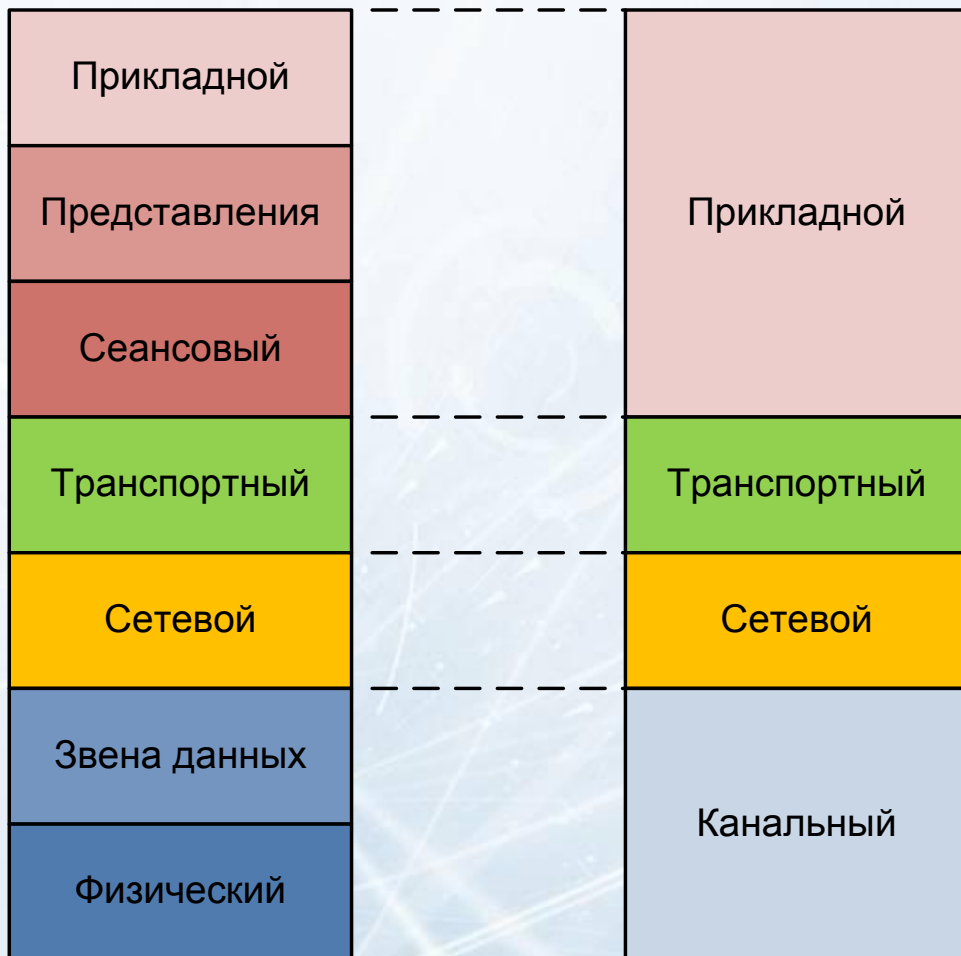 Прикладной
Представления
Сеансовый
Транспортный
Сетевой
Звена данных
Физический
Прикладной
Транспортный
Сетевой
Канальный